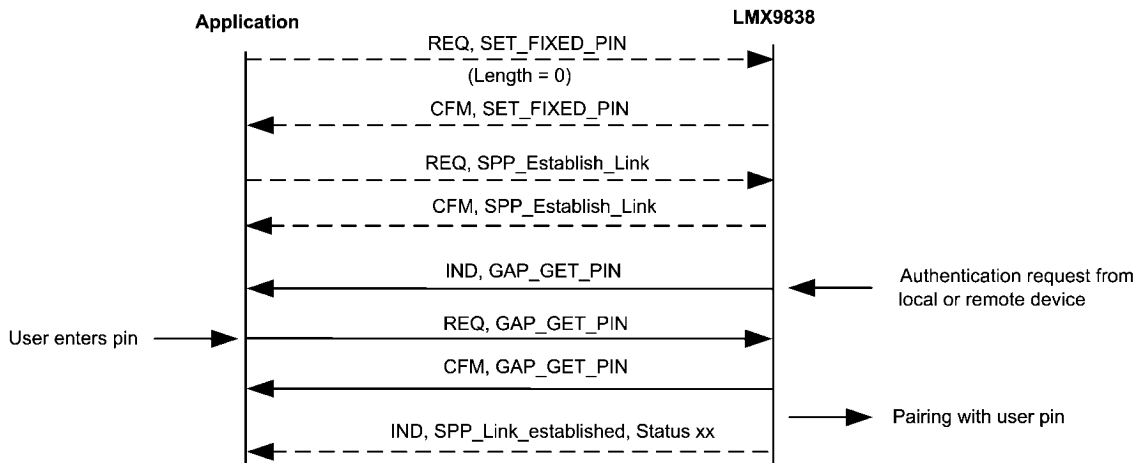 Application
LMX9838
REQ, SET_FIXED_PIN
(Length = 0)
CFM, SET_FIXED_PIN
REQ, SPP_Establish_Link
CFM, SPP_Establish_Link
IND, GAP_GET_PIN
Authentication request from
local or remote device
User enters pin
REQ, GAP_GET_PIN
CFM, GAP_GET_PIN
Pairing with user pin
IND, SPP_Link_established, Status xx